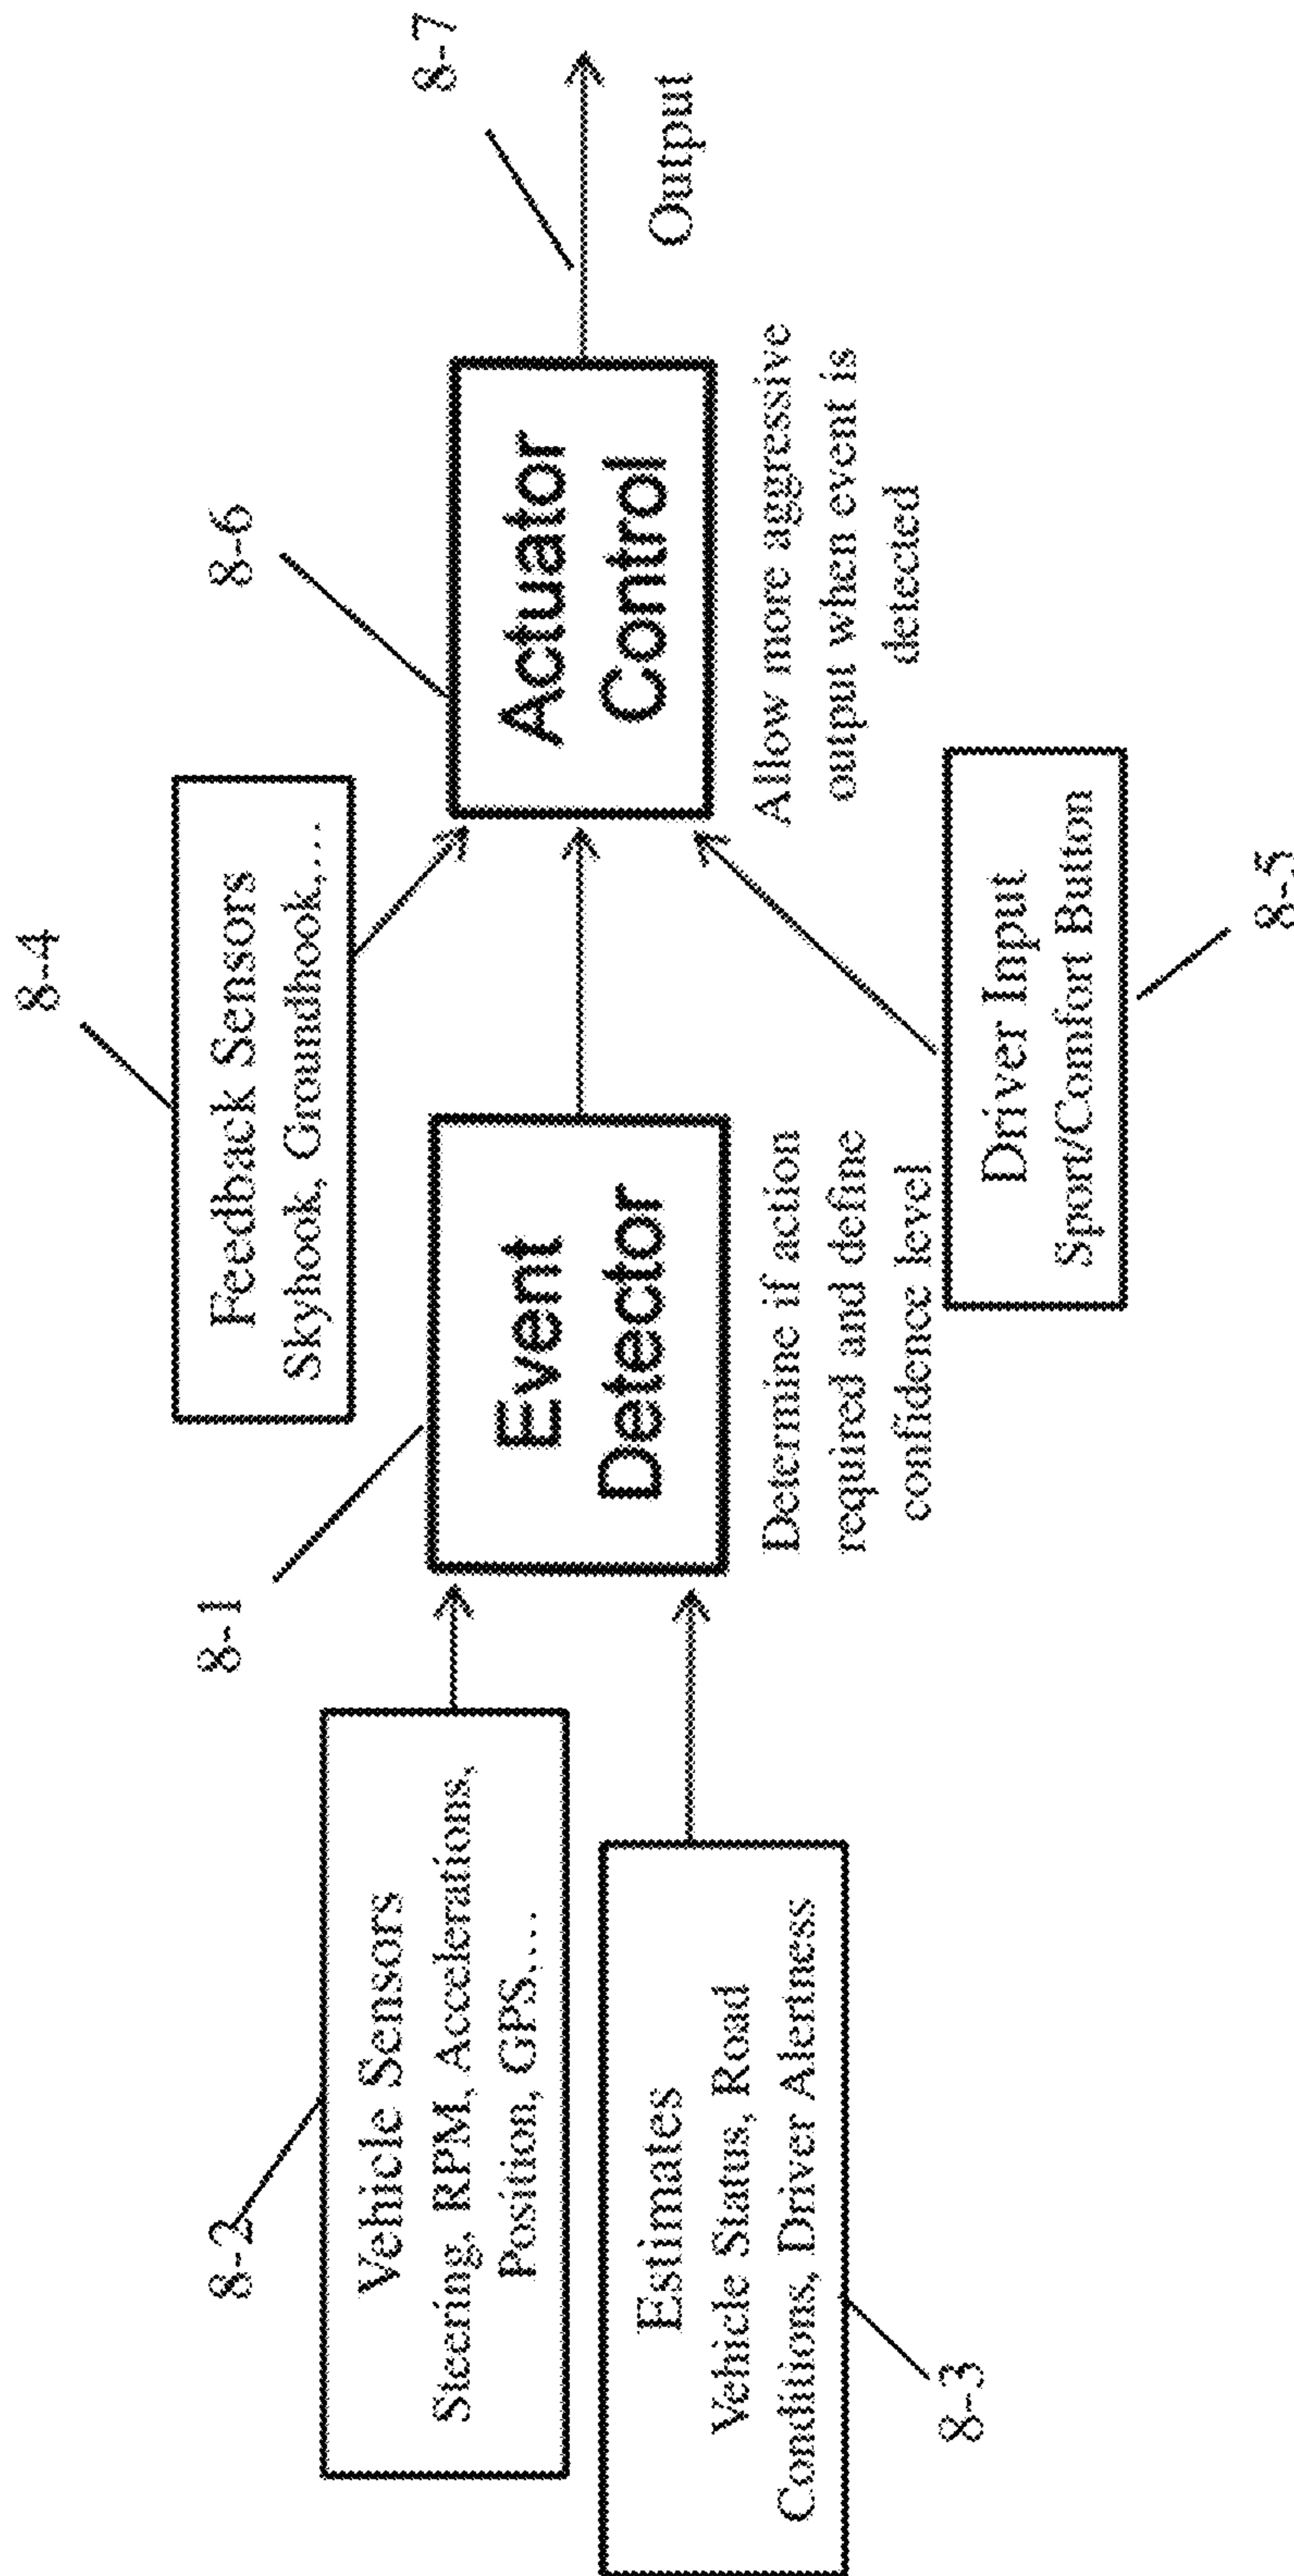 8-2
Vehicle Sensors
Steering, RPM, Accelerations,
Position, GPS,...
Estimates
Vehicle Status, Road
Conditions, Driver Alertness
8-3
8-1
Event
Detector
Determine if action
required and define
confidence level
8-4
Feedback Sensors
Skyhook, Groundhook,...
Driver Input
Sport/Comfort Button
8-5
8-6
Actuator
Control
Allow more aggressive
output when event is
detected
8-7
Output